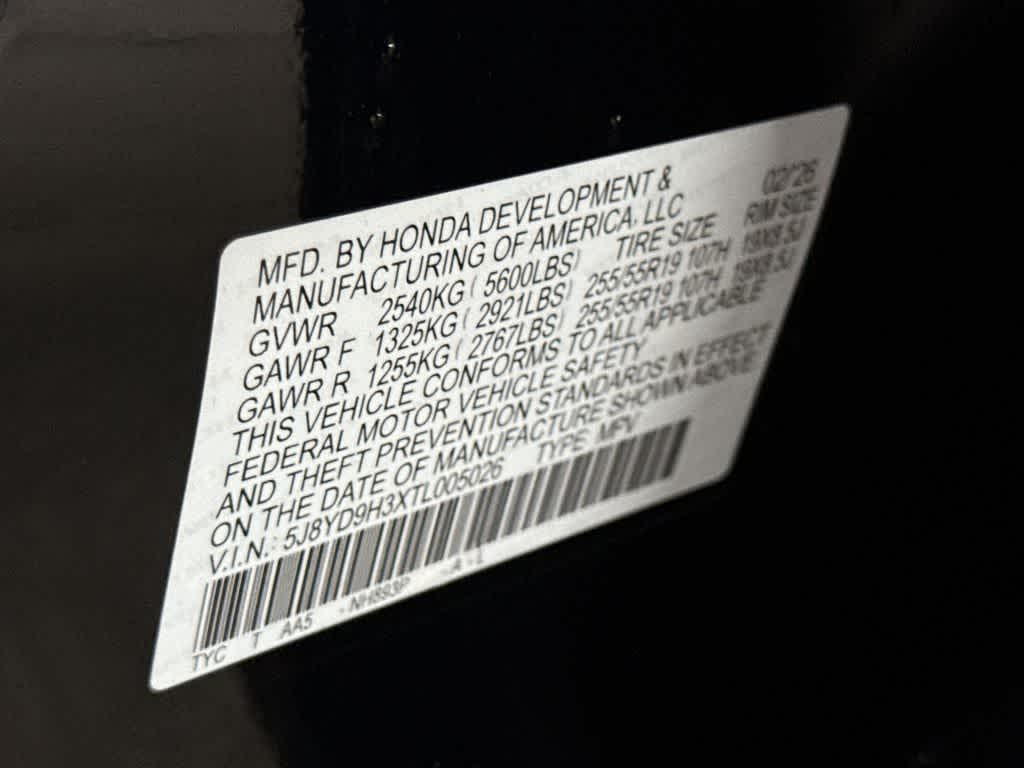 MFD. BY HONDA DEVELOPMENT & 02/26
MANUFACTURING OF AMERICA, LLC RIM SIZE
GVWR 2540KG ( 5600LBS) TIRE SIZE 19X8.5J
GAWR F 1325KG ( 2921LBS) 255/55R19 107H 19X8.5J
GAWR R 1255KG ( 2767LBS) 255/55R19 107H
THIS VEHICLE CONFORMS TO ALL APPLICABLE
FEDERAL MOTOR VEHICLE SAFETY
AND THEFT PREVENTION STANDARDS IN EFFECT
ON THE DATE OF MANUFACTURE SHOWN ABOVE
V.I.N.: 5J8YD9H3XTL005026 TYPE MPV
TYC T AA5 - NH893P - A - L